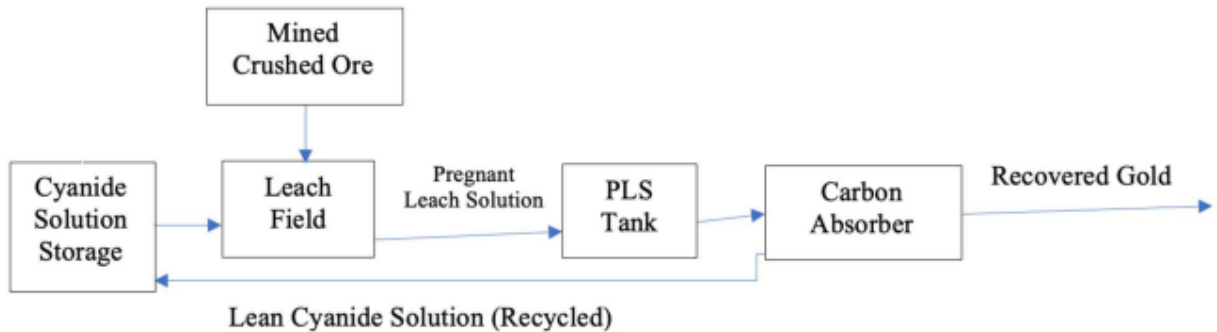 Mined
Crushed Ore
Cyanide
Solution
Storage
Leach
Field
Pregnant
Leach Solution
PLS
Tank
Carbon
Absorber
Recovered Gold
Lean Cyanide Solution (Recycled)